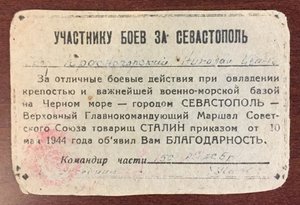 УЧАСТНИКУ БОЕВ ЗА СЕВАСТОПОЛЬ
За отличные боевые действия при овладении
крепостью и важнейшей военно-морской базой
на Черном море — городом СЕВАСТОПОЛЬ —
Верховный Главнокомандующий Маршал Совет-
ского Союза товарищ СТАЛИН приказом от 10
мая 1944 года об'явил Вам БЛАГОДАРНОСТЬ.
Командир части